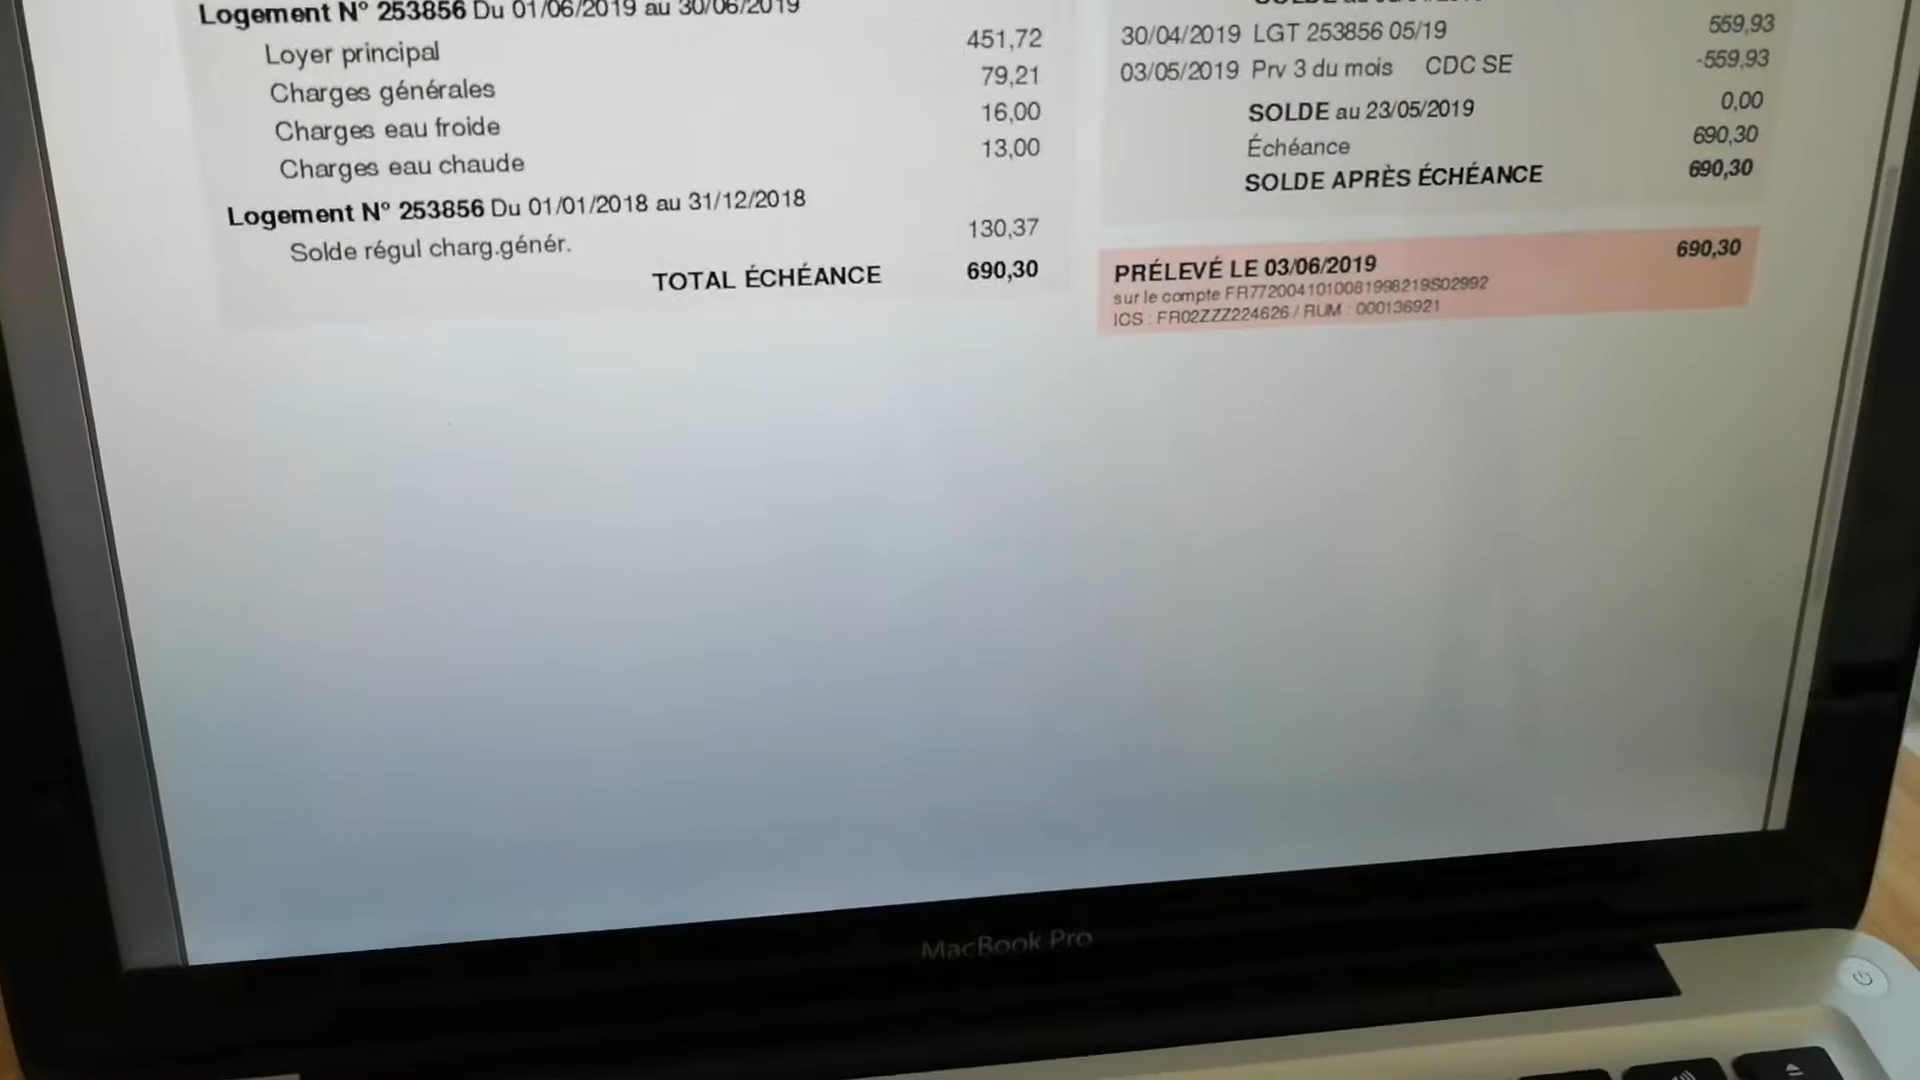 Logement N° 253856 Du 01/06/2019 au 30/06/2019
Loyer principal 451,72
Charges générales 79,21
Charges eau froide 16,00
Charges eau chaude 13,00
Logement N° 253856 Du 01/01/2018 au 31/12/2018
Solde régul charg.génér. 130,37
TOTAL ÉCHÉANCE 690,30
30/04/2019 LGT 253856 05/19 559,93
03/05/2019 Prv 3 du mois CDC SE -559,93
SOLDE au 23/05/2019 0,00
Échéance 690,30
SOLDE APRÈS ÉCHÉANCE 690,30
PRÉLEVÉ LE 03/06/2019 690,30
sur le compte FR7720041010081998219S02992
ICS : FR02ZZZ224626 / RUM : 000136921
MacBook Pro